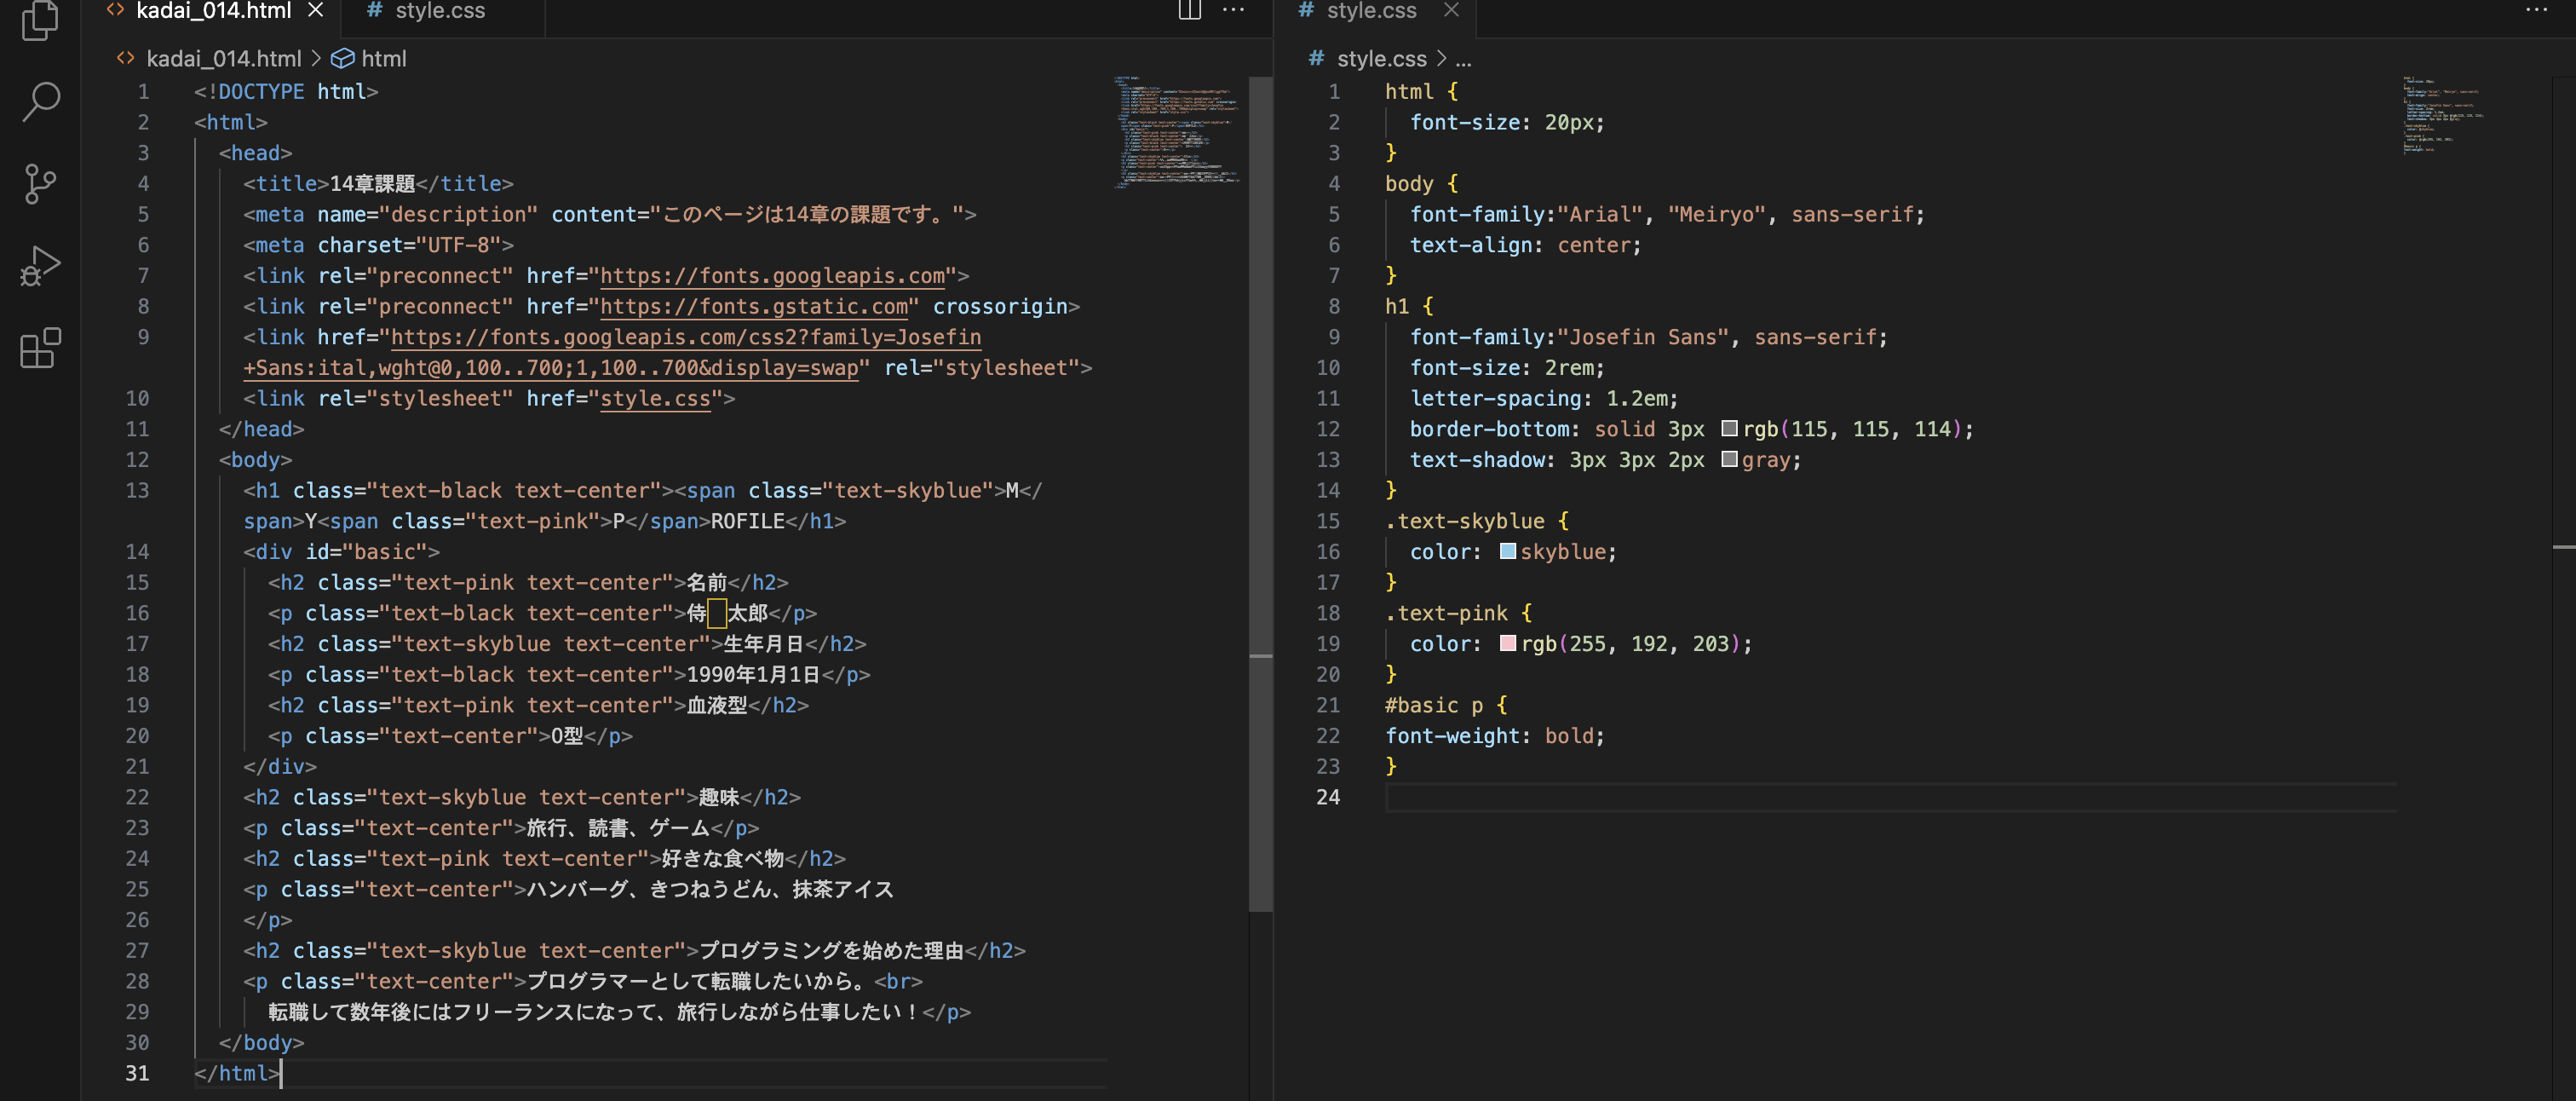 kadai_014.html
style.css
kadai_014.html > html
1 <!DOCTYPE html>
2 <html>
3 <head>
4 <title>14章課題</title>
5 <meta name="description" content="このページは14章の課題です。">
6 <meta charset="UTF-8">
7 <link rel="preconnect" href="https://fonts.googleapis.com">
8 <link rel="preconnect" href="https://fonts.gstatic.com" crossorigin>
9 <link href="https://fonts.googleapis.com/css2?family=Josefin
+Sans:ital,wght@0,100..700;1,100..700&display=swap" rel="stylesheet">
10 <link rel="stylesheet" href="style.css">
11 </head>
12 <body>
13 <h1 class="text-black text-center"><span class="text-skyblue">M</
span>Y<span class="text-pink">P</span>ROFILE</h1>
14 <div id="basic">
15 <h2 class="text-pink text-center">名前</h2>
16 <p class="text-black text-center">侍　太郎</p>
17 <h2 class="text-skyblue text-center">生年月日</h2>
18 <p class="text-black text-center">1990年1月1日</p>
19 <h2 class="text-pink text-center">血液型</h2>
20 <p class="text-center">O型</p>
21 </div>
22 <h2 class="text-skyblue text-center">趣味</h2>
23 <p class="text-center">旅行、読書、ゲーム</p>
24 <h2 class="text-pink text-center">好きな食べ物</h2>
25 <p class="text-center">ハンバーグ、きつねうどん、抹茶アイス
26 </p>
27 <h2 class="text-skyblue text-center">プログラミングを始めた理由</h2>
28 <p class="text-center">プログラマーとして転職したいから。<br>
29 転職して数年後にはフリーランスになって、旅行しながら仕事したい！</p>
30 </body>
31 </html>
style.css
style.css > ...
1 html {
2 font-size: 20px;
3 }
4 body {
5 font-family:"Arial", "Meiryo", sans-serif;
6 text-align: center;
7 }
8 h1 {
9 font-family:"Josefin Sans", sans-serif;
10 font-size: 2rem;
11 letter-spacing: 1.2em;
12 border-bottom: solid 3px rgb(115, 115, 114);
13 text-shadow: 3px 3px 2px gray;
14 }
15 .text-skyblue {
16 color: skyblue;
17 }
18 .text-pink {
19 color: rgb(255, 192, 203);
20 }
21 #basic p {
22 font-weight: bold;
23 }
24